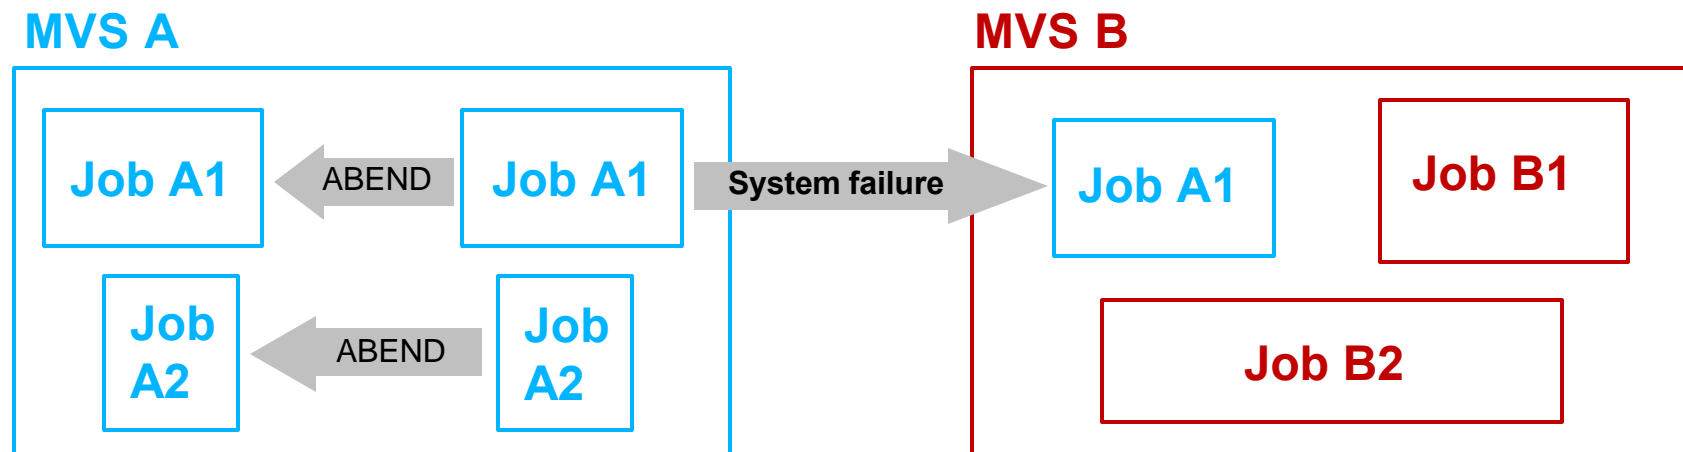 MVS A
MVS B
Job A1
ABEND
Job A1
System failure
Job A1
Job B1
Job
A2
ABEND
Job
A2
Job B2